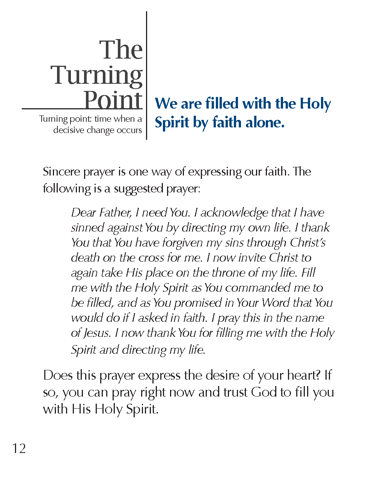 The
Turning
Point
Turning point: time when a
decisive change occurs
We are filled with the Holy
Spirit by faith alone.
Sincere prayer is one way of expressing our faith. The
following is a suggested prayer:
Dear Father, I need You. I acknowledge that I have
sinned against You by directing my own life. I thank
You that You have forgiven my sins through Christ's
death on the cross for me. I now invite Christ to
again take His place on the throne of my life. Fill
me with the Holy Spirit as You commanded me to
be filled, and as You promised in Your Word that You
would do if I asked in faith. I pray this in the name
of Jesus. I now thank You for filling me with the Holy
Spirit and directing my life.
Does this prayer express the desire of your heart? If
so, you can pray right now and trust God to fill you
with His Holy Spirit.
12